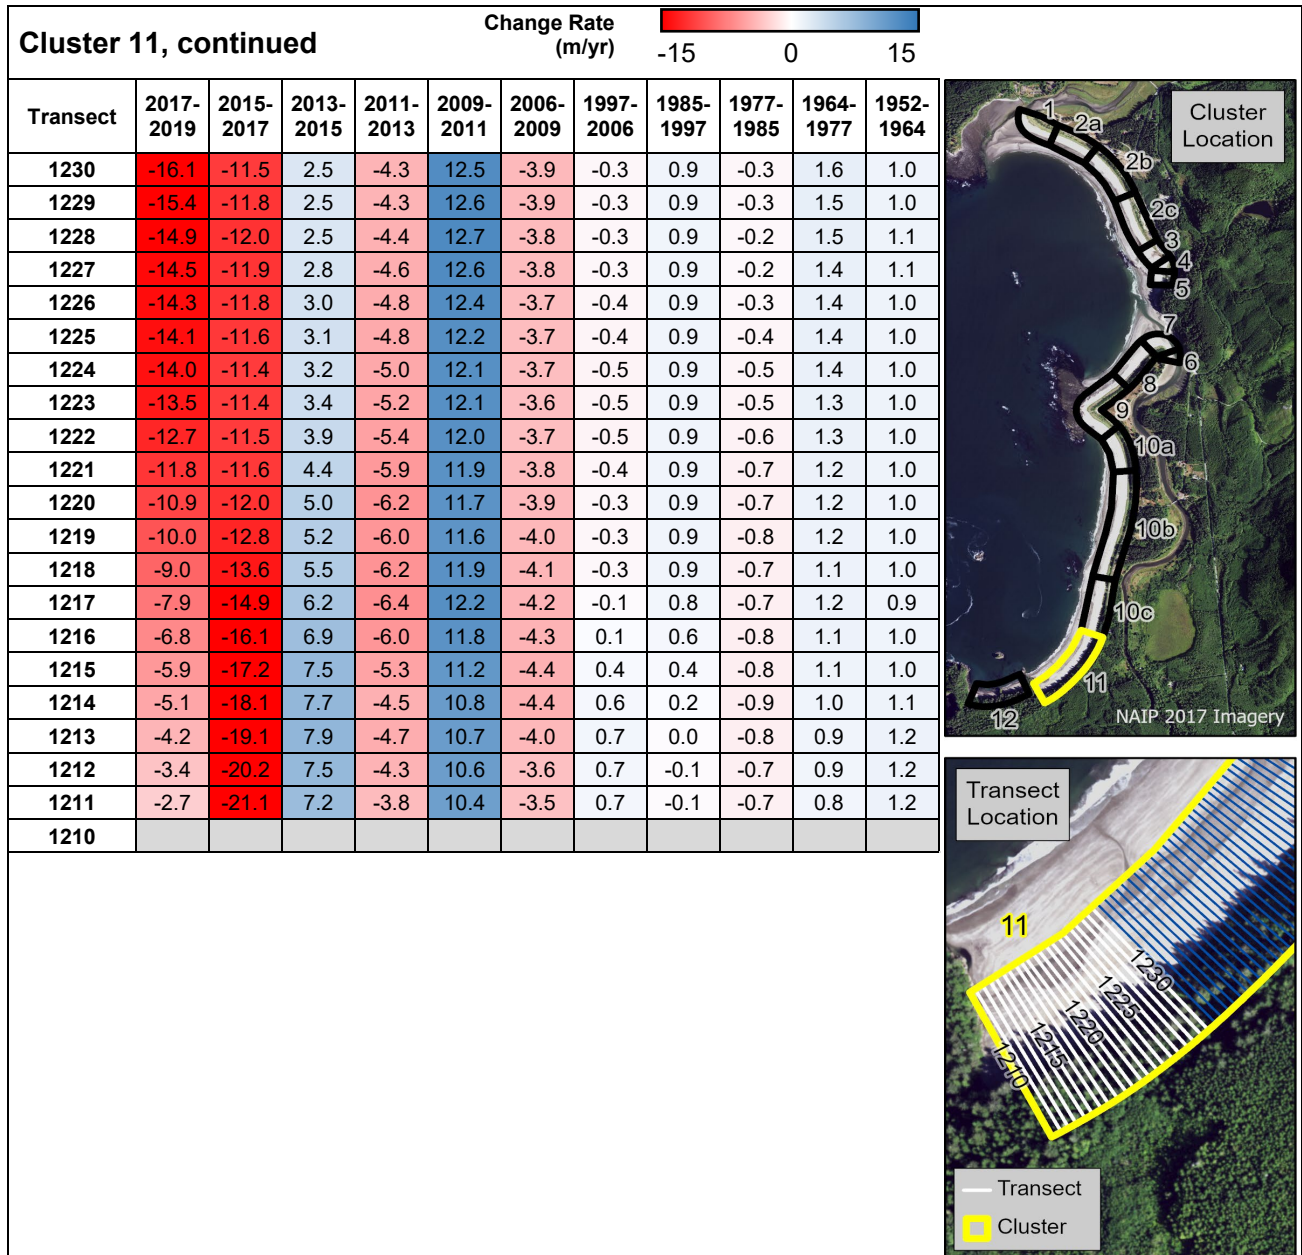 Cluster 11, continued
Change Rate
(m/yr)
-15 0 15
Transect 2017-2019 2015-2017 2013-2015 2011-2013 2009-2011 2006-2009 1997-2006 1985-1997 1977-1985 1964-1977 1952-1964
1230 -16.1 -11.5 2.5 -4.3 12.5 -3.9 -0.3 0.9 -0.3 1.6 1.0
1229 -15.4 -11.8 2.5 -4.3 12.6 -3.9 -0.3 0.9 -0.3 1.5 1.0
1228 -14.9 -12.0 2.5 -4.4 12.7 -3.8 -0.3 0.9 -0.2 1.5 1.1
1227 -14.5 -11.9 2.8 -4.6 12.6 -3.8 -0.3 0.9 -0.2 1.4 1.1
1226 -14.3 -11.8 3.0 -4.8 12.4 -3.7 -0.4 0.9 -0.3 1.4 1.0
1225 -14.1 -11.6 3.1 -4.8 12.2 -3.7 -0.4 0.9 -0.4 1.4 1.0
1224 -14.0 -11.4 3.2 -5.0 12.1 -3.7 -0.5 0.9 -0.5 1.4 1.0
1223 -13.5 -11.4 3.4 -5.2 12.1 -3.6 -0.5 0.9 -0.5 1.3 1.0
1222 -12.7 -11.5 3.9 -5.4 12.0 -3.7 -0.5 0.9 -0.6 1.3 1.0
1221 -11.8 -11.6 4.4 -5.9 11.9 -3.8 -0.4 0.9 -0.7 1.2 1.0
1220 -10.9 -12.0 5.0 -6.2 11.7 -3.9 -0.3 0.9 -0.7 1.2 1.0
1219 -10.0 -12.8 5.2 -6.0 11.6 -4.0 -0.3 0.9 -0.8 1.2 1.0
1218 -9.0 -13.6 5.5 -6.2 11.9 -4.1 -0.3 0.9 -0.7 1.1 1.0
1217 -7.9 -14.9 6.2 -6.4 12.2 -4.2 -0.1 0.8 -0.7 1.2 0.9
1216 -6.8 -16.1 6.9 -6.0 11.8 -4.3 0.1 0.6 -0.8 1.1 1.0
1215 -5.9 -17.2 7.5 -5.3 11.2 -4.4 0.4 0.4 -0.8 1.1 1.0
1214 -5.1 -18.1 7.7 -4.5 10.8 -4.4 0.6 0.2 -0.9 1.0 1.1
1213 -4.2 -19.1 7.9 -4.7 10.7 -4.0 0.7 0.0 -0.8 0.9 1.2
1212 -3.4 -20.2 7.5 -4.3 10.6 -3.6 0.7 -0.1 -0.7 0.9 1.2
1211 -2.7 -21.1 7.2 -3.8 10.4 -3.5 0.7 -0.1 -0.7 0.8 1.2
1210
Cluster
Location
1
2a
2b
2c
3
4
5
7
6
8
9
10a
10b
10c
11
12
NAIP 2017 Imagery
Transect
Location
11
1230
1225
1220
1215
1210
Transect
Cluster